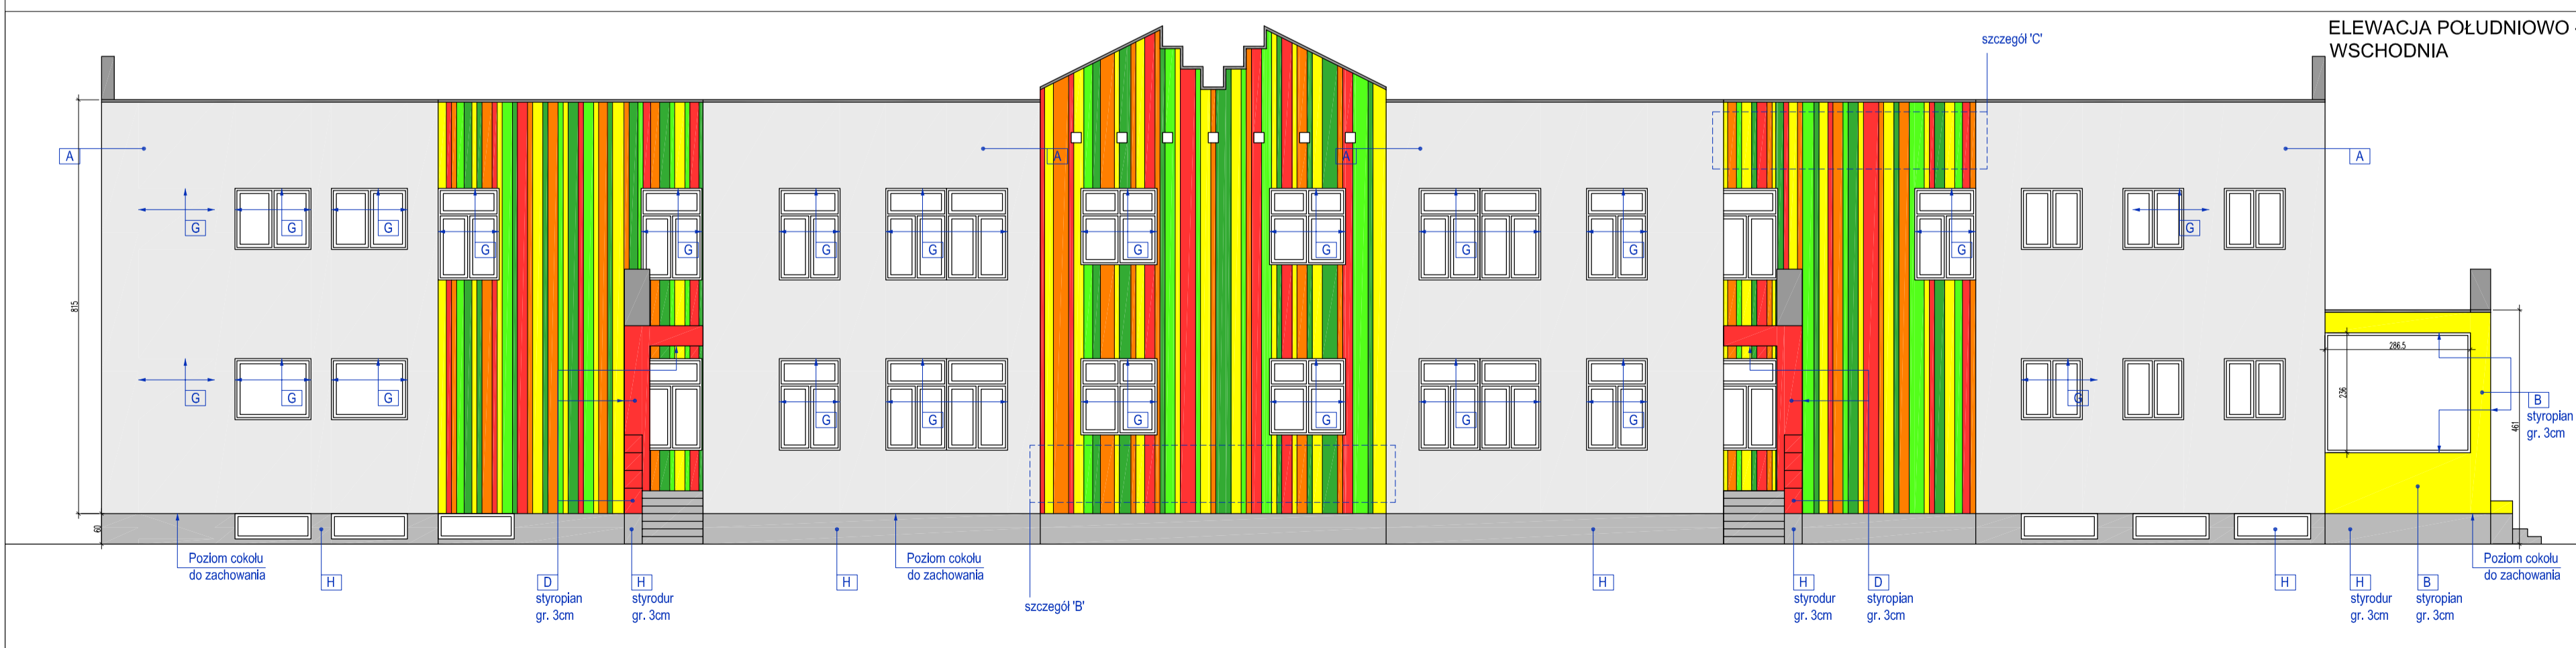 ELEWACJA POŁUDNIOWO -
WSCHODNIA
szczegół 'C'
A
A
A
A
G
G
G
G
G
G
G
G
G
G
G
G
G
815
G
G
G
G
G
G
G
G
G
G
286.5
236
461
B
styropian
gr. 3cm
60
Poziom cokołu
do zachowania
H
D
styropian
gr. 3cm
H
styrodur
gr. 3cm
H
Poziom cokołu
do zachowania
szczegół 'B'
H
H
styrodur
gr. 3cm
D
styropian
gr. 3cm
H
H
styrodur
gr. 3cm
B
styropian
gr. 3cm
Poziom cokołu
do zachowania